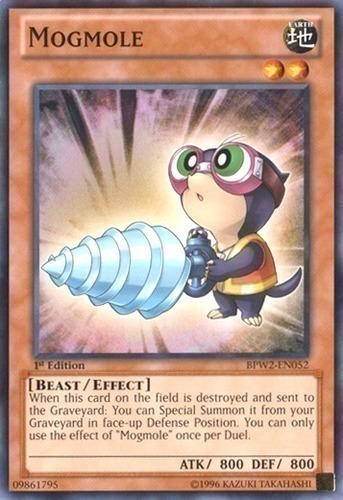 MOGMOLE
EARTH
地
1st Edition
BPW2-EN052
[BEAST/EFFECT]
When this card on the field is destroyed and sent to
the Graveyard: You can Special Summon it from your
Graveyard in face-up Defense Position. You can only
use the effect of "Mogmole" once per Duel.
ATK/ 800 DEF/ 800
09861795
©1996 KAZUKI TAKAHASHI